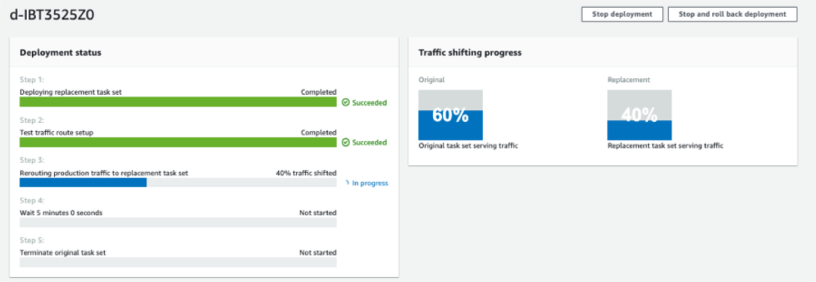 d-IBT3525Z0
Stop deployment
Stop and roll back deployment
Deployment status
Step 1:
Deploying replacement task set Completed
Succeeded
Step 2:
Test traffic route setup Completed
Succeeded
Step 3:
Rerouting production traffic to replacement task set 40% traffic shifted
In progress
Step 4:
Wait 5 minutes 0 seconds Not started
Step 5:
Terminate original task set Not started
Traffic shifting progress
Original
60%
Original task set serving traffic
Replacement
40%
Replacement task set serving traffic